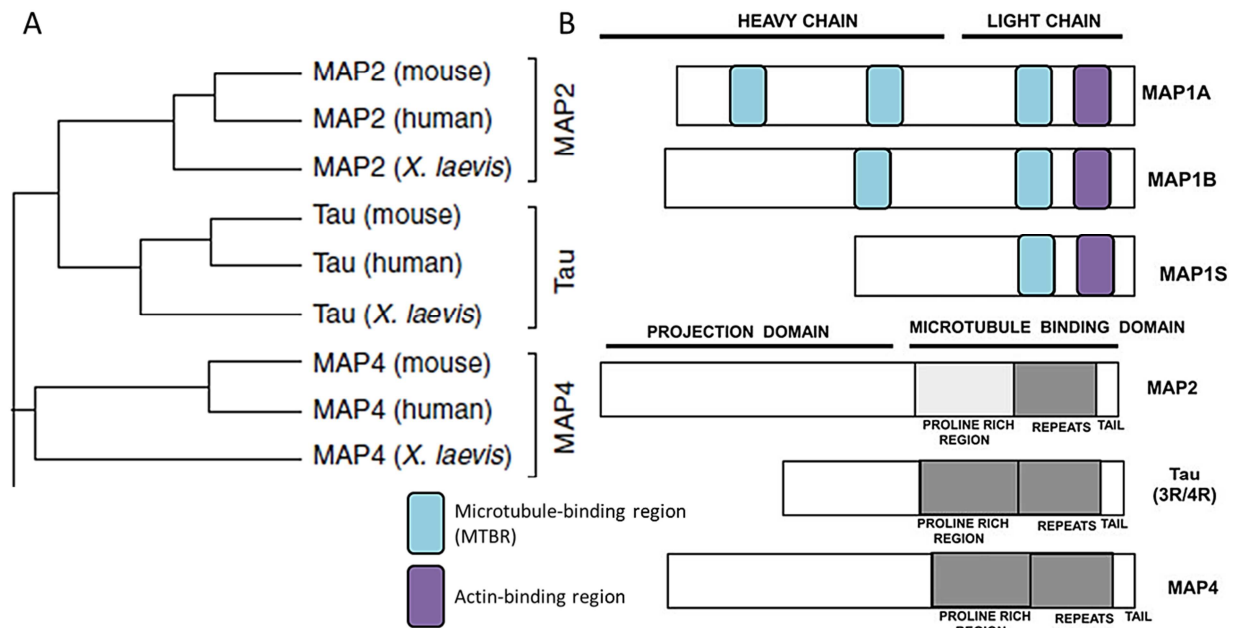 A
MAP2 (mouse)
MAP2 (human)
MAP2 (X. laevis)
MAP2
Tau (mouse)
Tau (human)
Tau (X. laevis)
Tau
MAP4 (mouse)
MAP4 (human)
MAP4 (X. laevis)
MAP4
Microtubule-binding region
(MTBR)
Actin-binding region
B
HEAVY CHAIN
LIGHT CHAIN
MAP1A
MAP1B
MAP1S
PROJECTION DOMAIN
MICROTUBULE BINDING DOMAIN
MAP2
PROLINE RICH
REGION
REPEATS
TAIL
Tau
(3R/4R)
PROLINE RICH
REGION
REPEATS
TAIL
MAP4
PROLINE RICH
REGION
REPEATS
TAIL